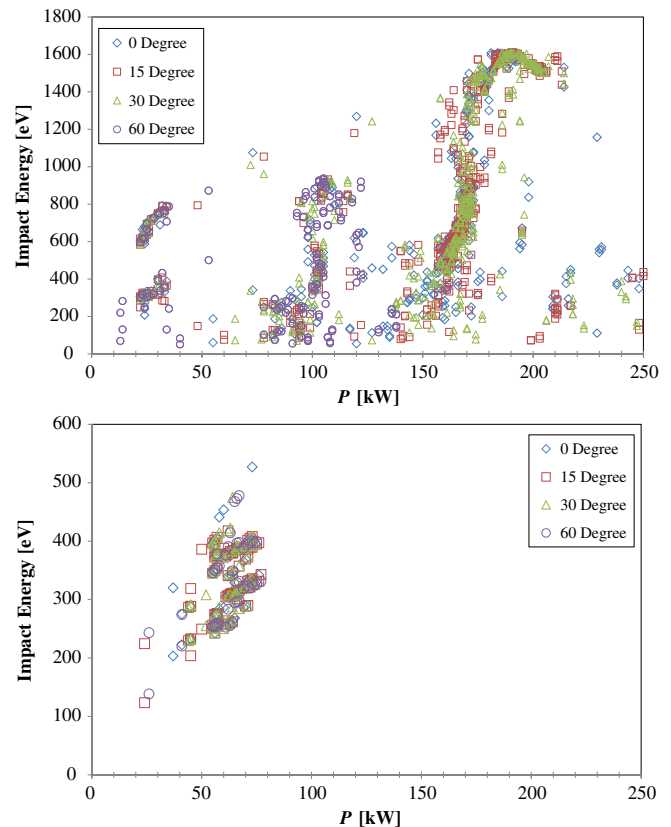 1800
1600
1400
1200
1000
800
600
400
200
0
Impact Energy [eV]
0 Degree
15 Degree
30 Degree
60 Degree
0 50 100 150 200 250
P [kW]
600
500
400
300
200
100
0
Impact Energy [eV]
0 Degree
15 Degree
30 Degree
60 Degree
0 50 100 150 200 250
P [kW]